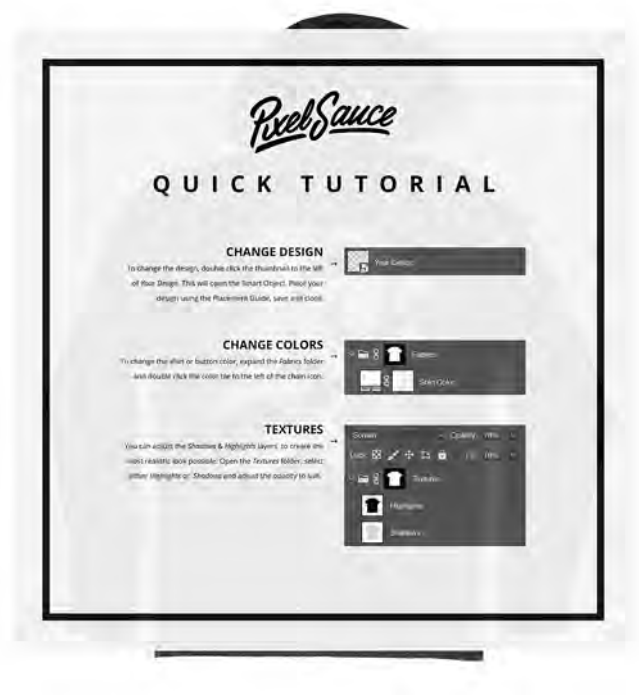 PixelSauce
QUICK TUTORIAL
CHANGE DESIGN
To change the design, double click the thumbnail to the left
of Your Design. This will open the Smart Object. Place your
design using the Placement Guide, save and close.
Your Design
CHANGE COLORS
To change the shirt or button color, expand the Fabrics folder
and double click the color tile to the left of the chain icon.
Shirt Color
TEXTURES
You can adjust the Shadows & Highlights layers, to create the
most realistic look possible. Open the Textures folder, select
either Highlights or Shadows and adjust the opacity to suit.
Screen Opacity:
Lock:
Textures
Highlights
Shadows